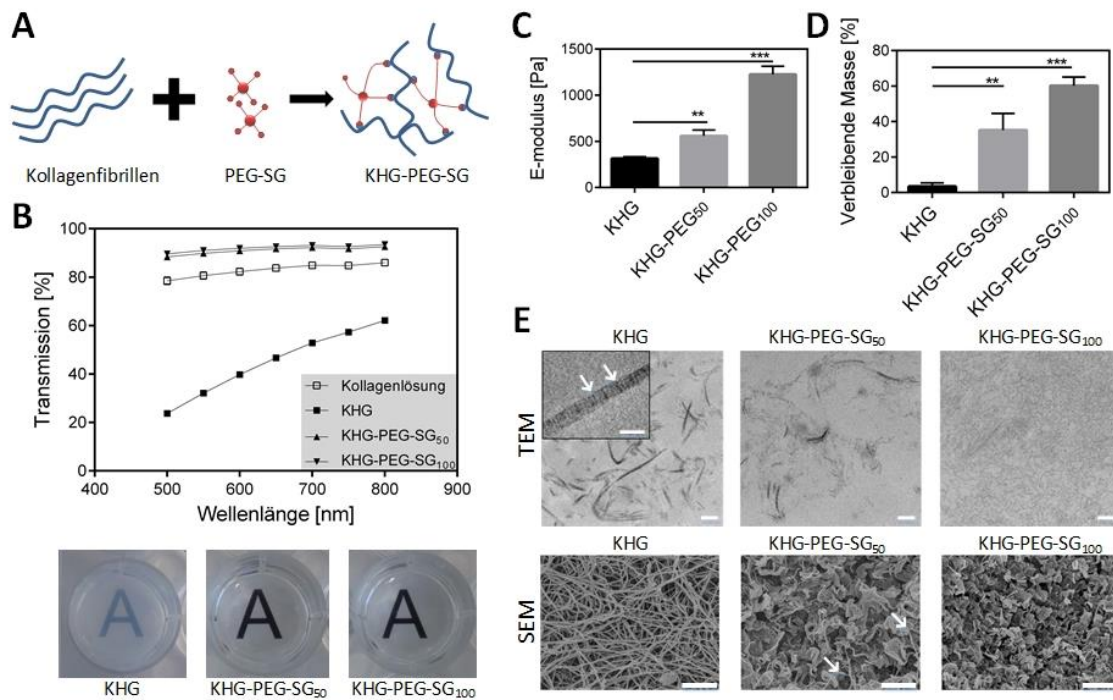 A
Kollagenfibrillen
PEG-SG
KHG-PEG-SG
B
Transmission [%]
100
80
60
40
20
0
400
500
600
700
800
900
Wellenlänge [nm]
Kollagenlösung
KHG
KHG-PEG-SG50
KHG-PEG-SG100
A
A
A
KHG
KHG-PEG-SG50
KHG-PEG-SG100
C
E-modulus [Pa]
1500
1000
500
0
***
**
KHG
KHG-PEG50
KHG-PEG100
D
Verbleibende Masse [%]
80
60
40
20
0
***
**
KHG
KHG-PEG-SG50
KHG-PEG-SG100
E
KHG
KHG-PEG-SG50
KHG-PEG-SG100
TEM
KHG
KHG-PEG-SG50
KHG-PEG-SG100
SEM